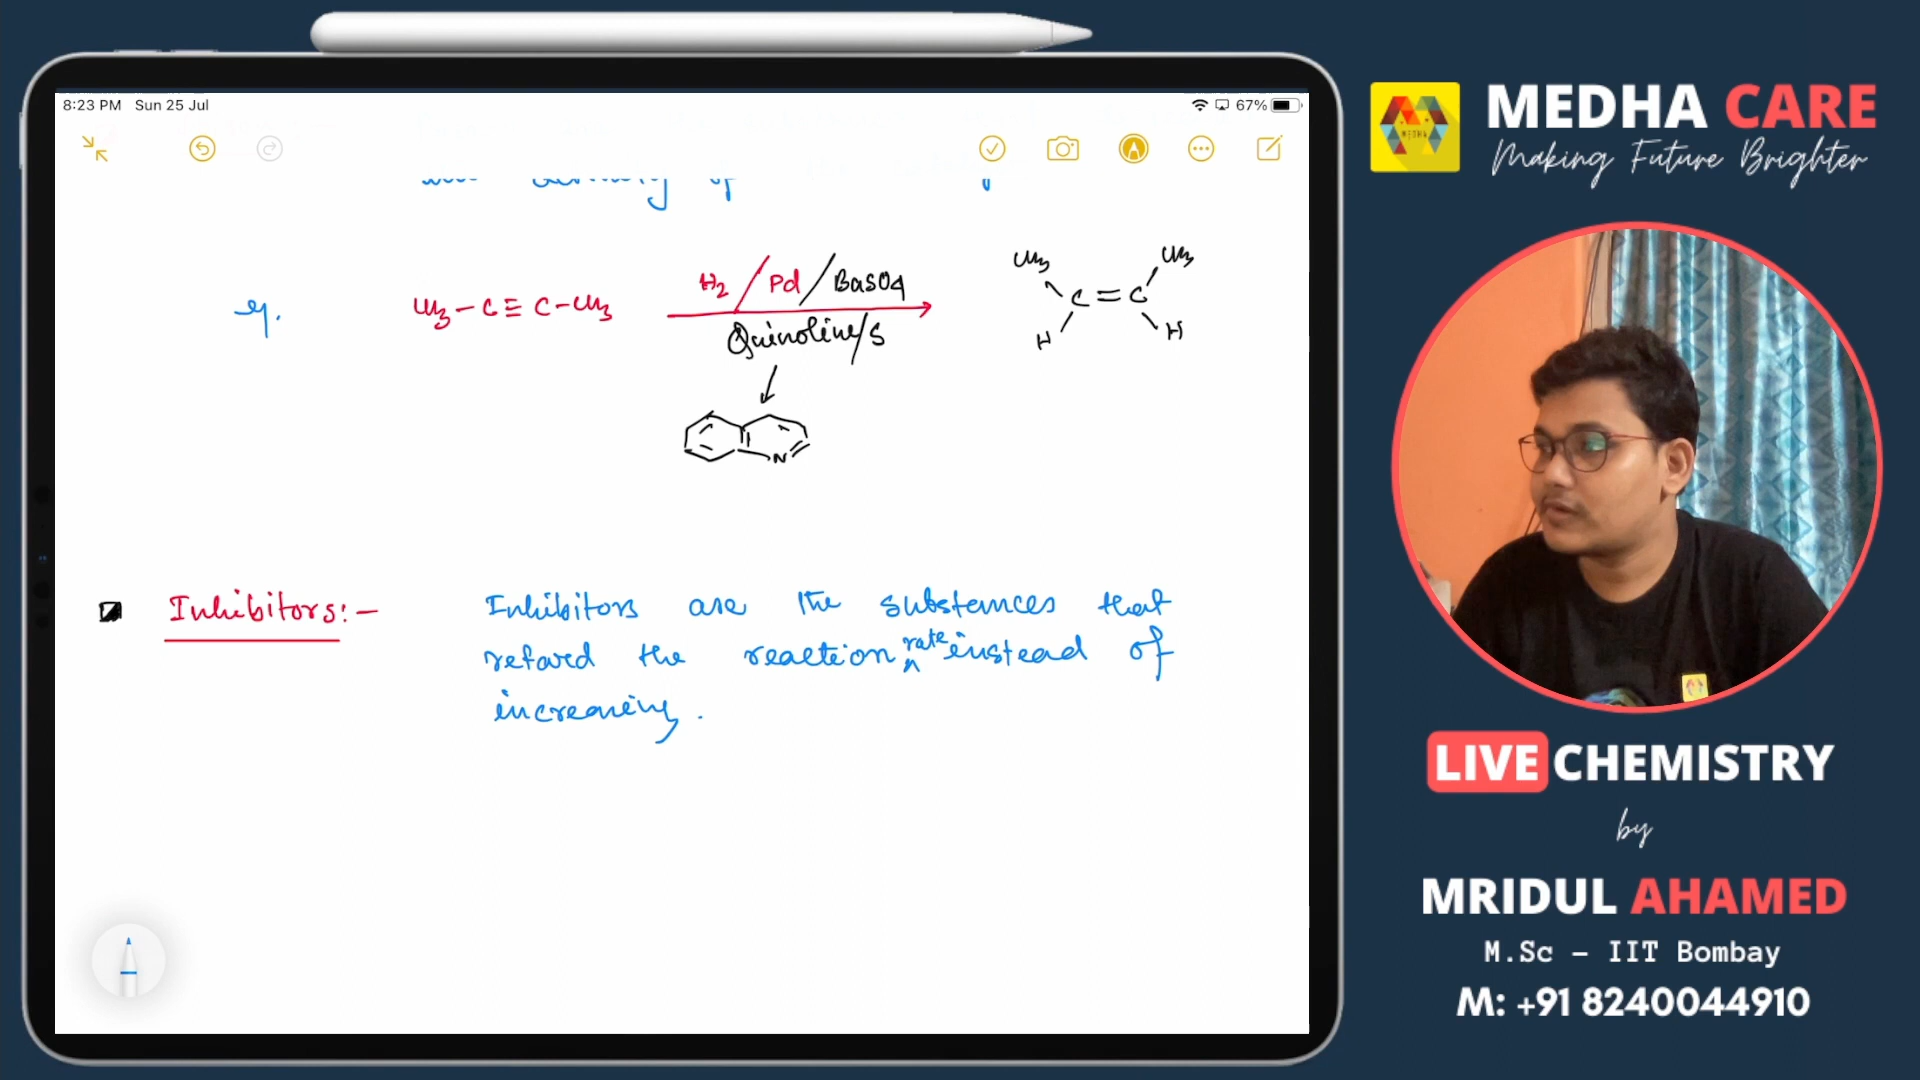 8:23 PM Sun 25 Jul
67%
MEDHA CARE
Making Future Brighter
eg.
CH3 – C ≡ C – CH3
H2 / Pd / BaSO4
Quinoline/S
N
CH3 CH3
C = C
H H
Inhibitors :-
Inhibitors are the substances that
retard the reaction rate instead of
increasing.
LIVE CHEMISTRY
by
MRIDUL AHAMED
M.Sc – IIT Bombay
M: +91 8240044910